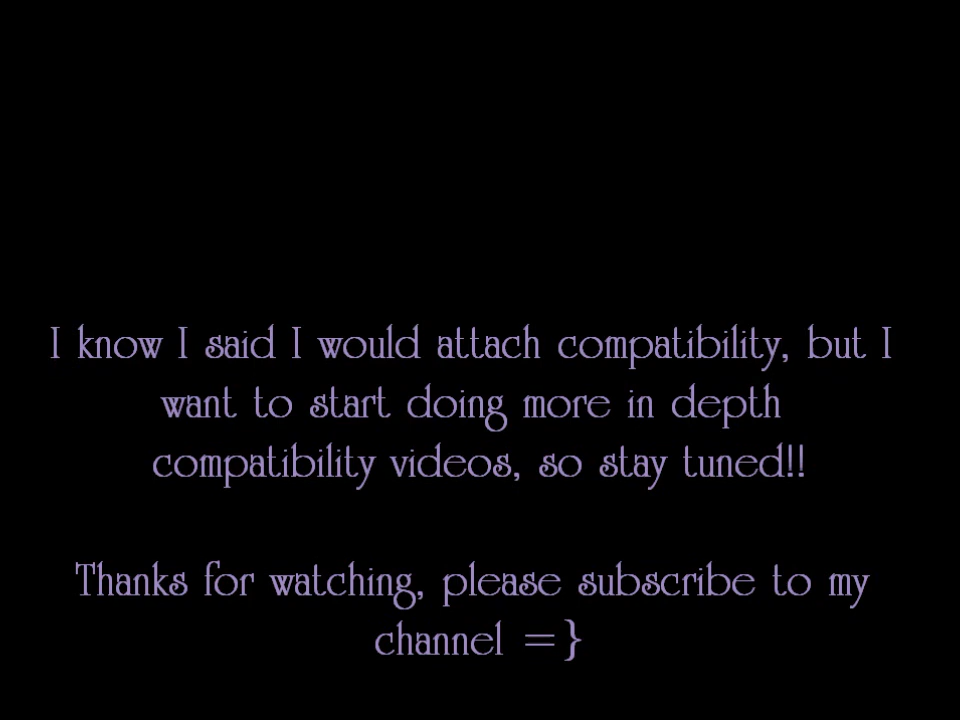 I know I said I would attach compatibility, but I
want to start doing more in depth
compatibility videos, so stay tuned!!
Thanks for watching, please subscribe to my
channel =}